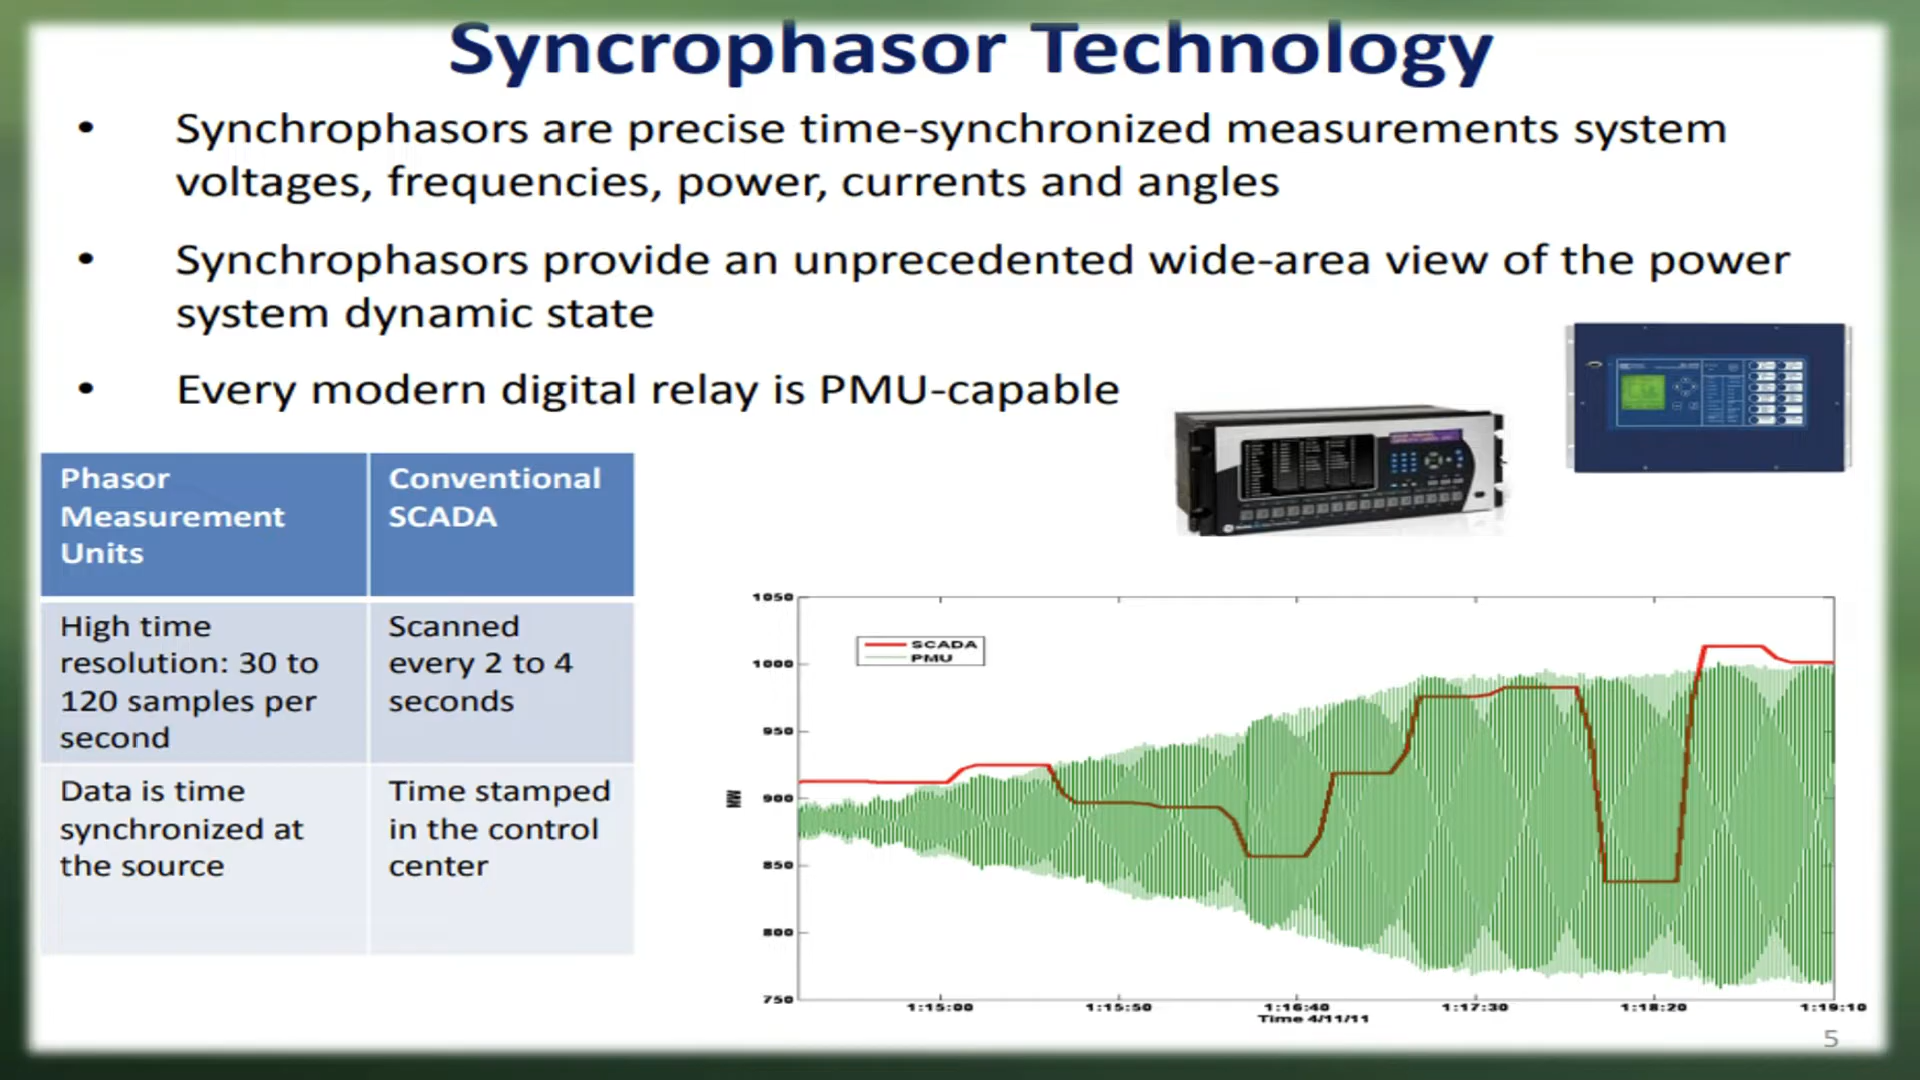 Syncrophasor Technology
• Synchrophasors are precise time-synchronized measurements system
voltages, frequencies, power, currents and angles
• Synchrophasors provide an unprecedented wide-area view of the power
system dynamic state
• Every modern digital relay is PMU-capable
Phasor
Measurement
Units
Conventional
SCADA
High time
resolution: 30 to
120 samples per
second
Scanned
every 2 to 4
seconds
Data is time
synchronized at
the source
Time stamped
in the control
center
1050
1000
950
900
850
800
750
MW
SCADA
PMU
1:15:00
1:15:50
1:16:40
1:17:30
1:18:20
1:19:10
Time 4/11/11
5